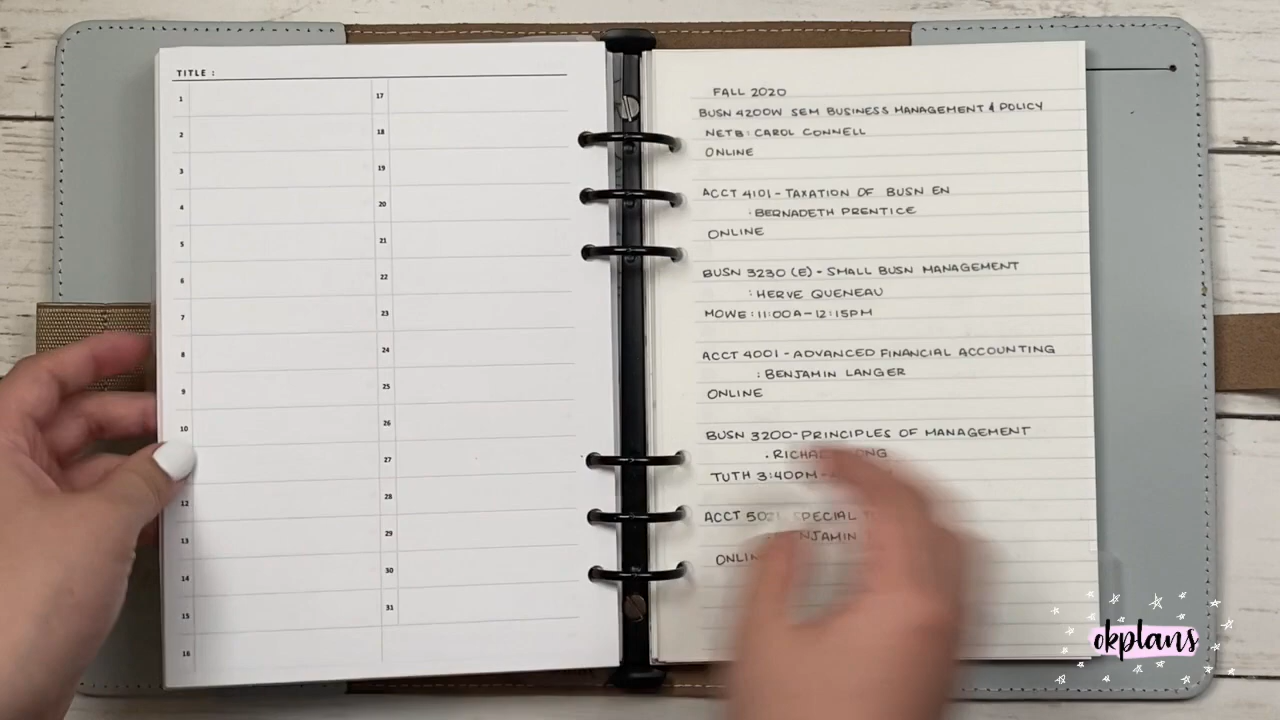 TITLE :
1
2
3
4
5
6
7
8
9
10
12
13
14
15
16
17
18
19
20
21
22
23
24
25
26
27
28
29
30
31
FALL 2020
BUSN 4200W SEM BUSINESS MANAGEMENT & POLICY
NETB: CAROL CONNELL
ONLINE
ACCT 4101 - TAXATION OF BUSN EN
: BERNADETH PRENTICE
ONLINE
BUSN 3230 (E) - SMALL BUSN MANAGEMENT
: HERVE QUENEAU
MOWE: 11:00A - 12:15PM
ACCT 4001 - ADVANCED FINANCIAL ACCOUNTING
: BENJAMIN LANGER
ONLINE
BUSN 3200 - PRINCIPLES OF MANAGEMENT
TUTH 3:40PM -
ACCT SPECIAL
BENJAMIN
okplans